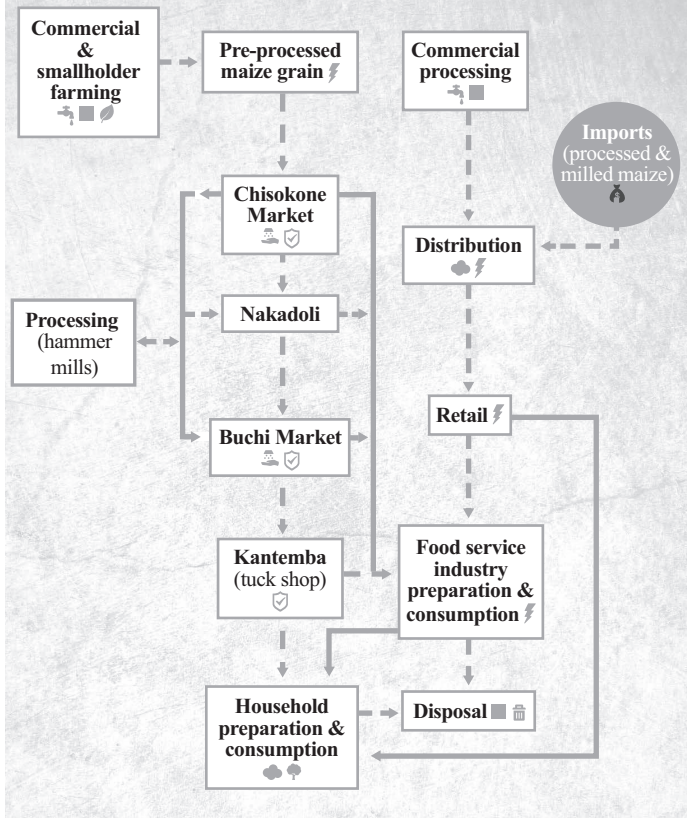 Commercial
&
smallholder
farming
Pre-processed
maize grain
Commercial
processing
Imports
(processed &
milled maize)
Chisokone
Market
Distribution
Processing
(hammer
mills)
Nakadoli
Retail
Buchi Market
Kantemba
(tuck shop)
Food service
industry
preparation &
consumption
Household
preparation &
consumption
Disposal